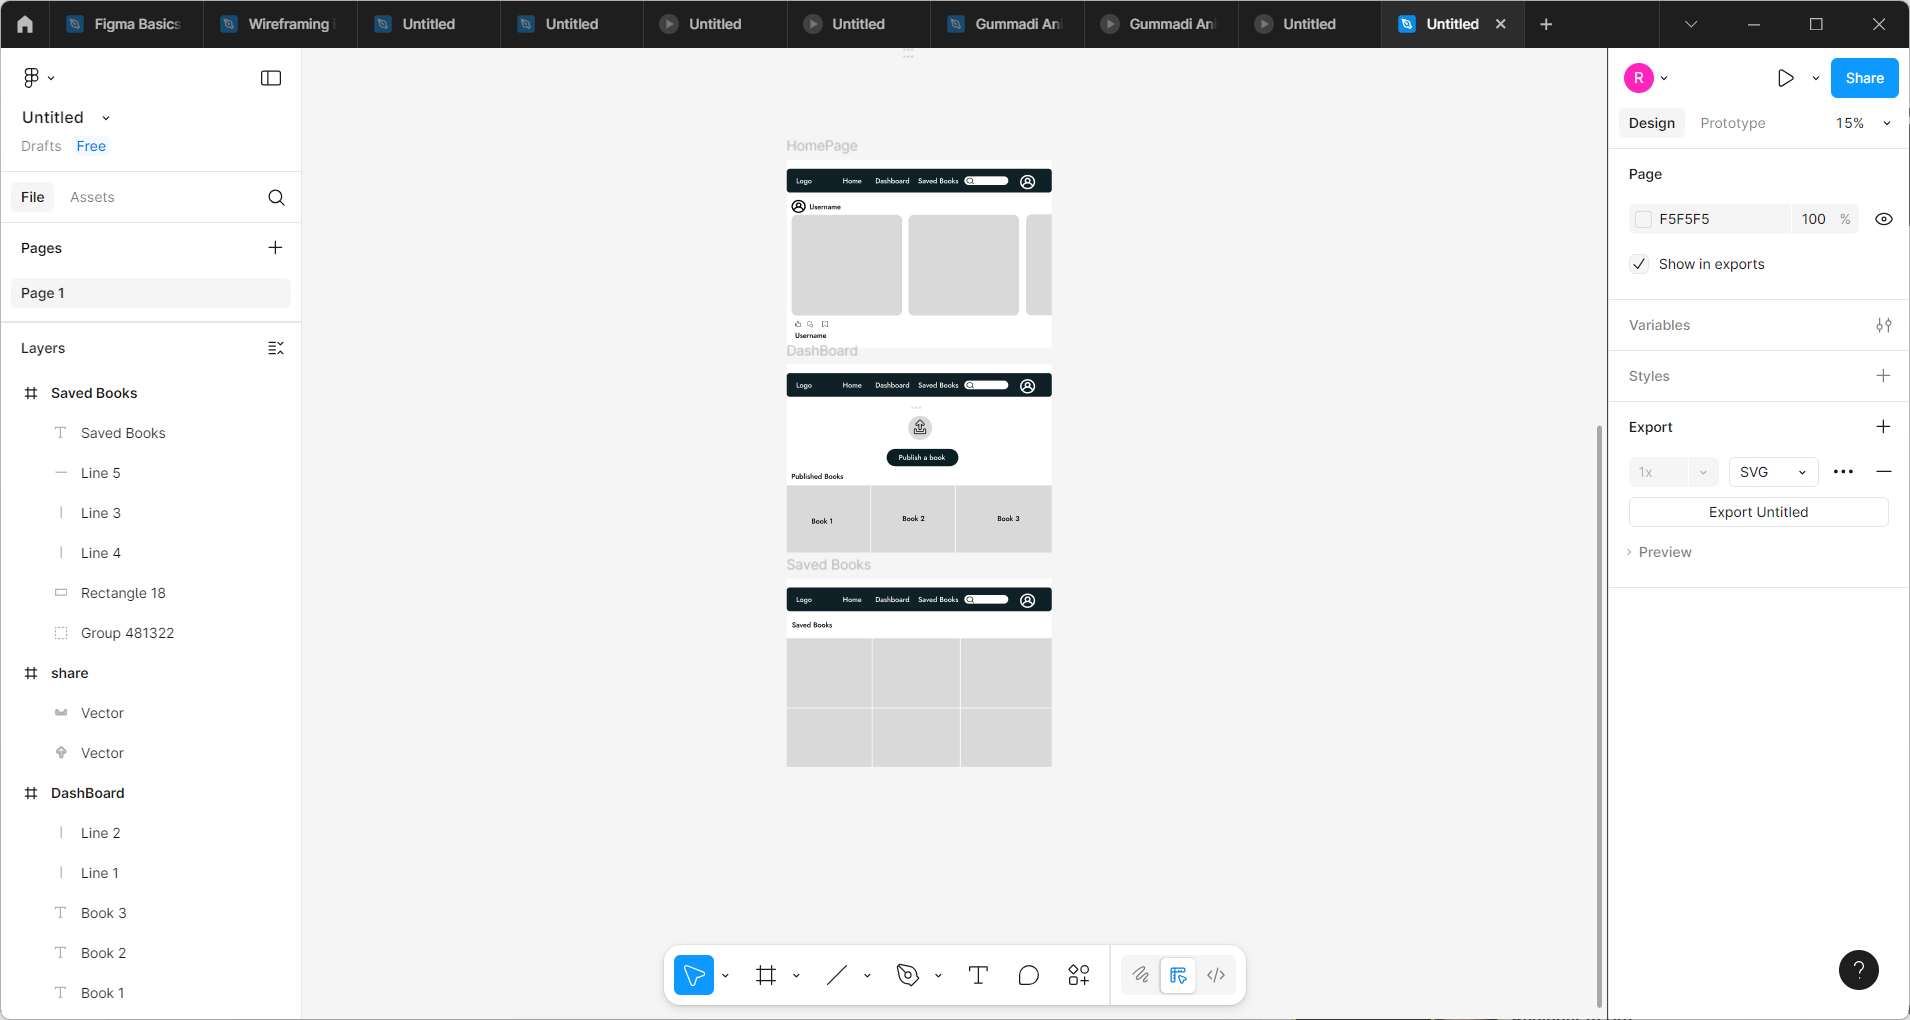 Figma Basics
Wireframing
Untitled
Untitled
Untitled
Untitled
Gummadi Ani
Gummadi Ani
Untitled
Untitled
Untitled
Drafts
Free
File
Assets
Pages
Page 1
Layers
Saved Books
Saved Books
Line 5
Line 3
Line 4
Rectangle 18
Group 481322
share
Vector
Vector
DashBoard
Line 2
Line 1
Book 3
Book 2
Book 1
HomePage
Logo Home Dashboard Saved Books
Username
Username
DashBoard
Logo Home Dashboard Saved Books
Publish a book
Published Books
Book 1 Book 2 Book 3
Saved Books
Logo Home Dashboard Saved Books
Saved Books
R
Share
Design Prototype 15%
Page
F5F5F5 100 %
Show in exports
Variables
Styles
Export
1x SVG
Export Untitled
Preview
?